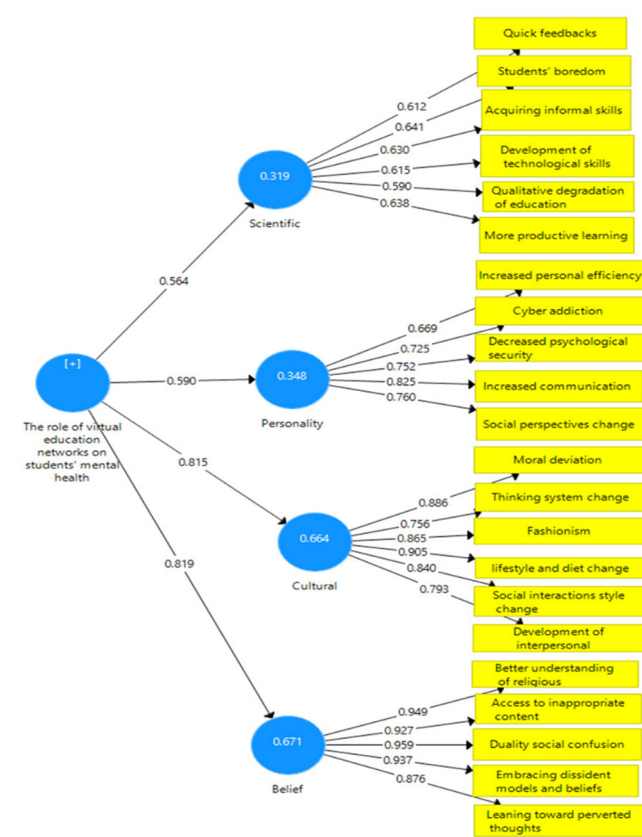 Quick feedbacks
Students' boredom
0.612
0.641
Acquiring informal skills
0.630
0.615
Development of
technological skills
0.319
0.590
Qualitative degradation
of education
0.638
Scientific
More productive learning
0.564
Increased personal efficiency
Cyber addiction
0.669
0.725
Decreased psychological
security
0.752
[+]
0.590
0.348
0.825
Increased communication
0.760
Personality
Social perspectives change
The role of virtual
education
networks on
students' mental
health
0.815
Moral deviation
0.886
Thinking system change
0.756
Fashionism
0.865
0.664
0.905
lifestyle and diet change
0.840
0.819
Cultural
0.793
Social interactions style
change
Development of
interpersonal
Better understanding
of religious
0.949
Access to inappropriate
content
0.927
0.671
0.959
Duality social confusion
0.937
Embracing dissident
models and beliefs
0.876
Belief
Leaning toward perverted
thoughts